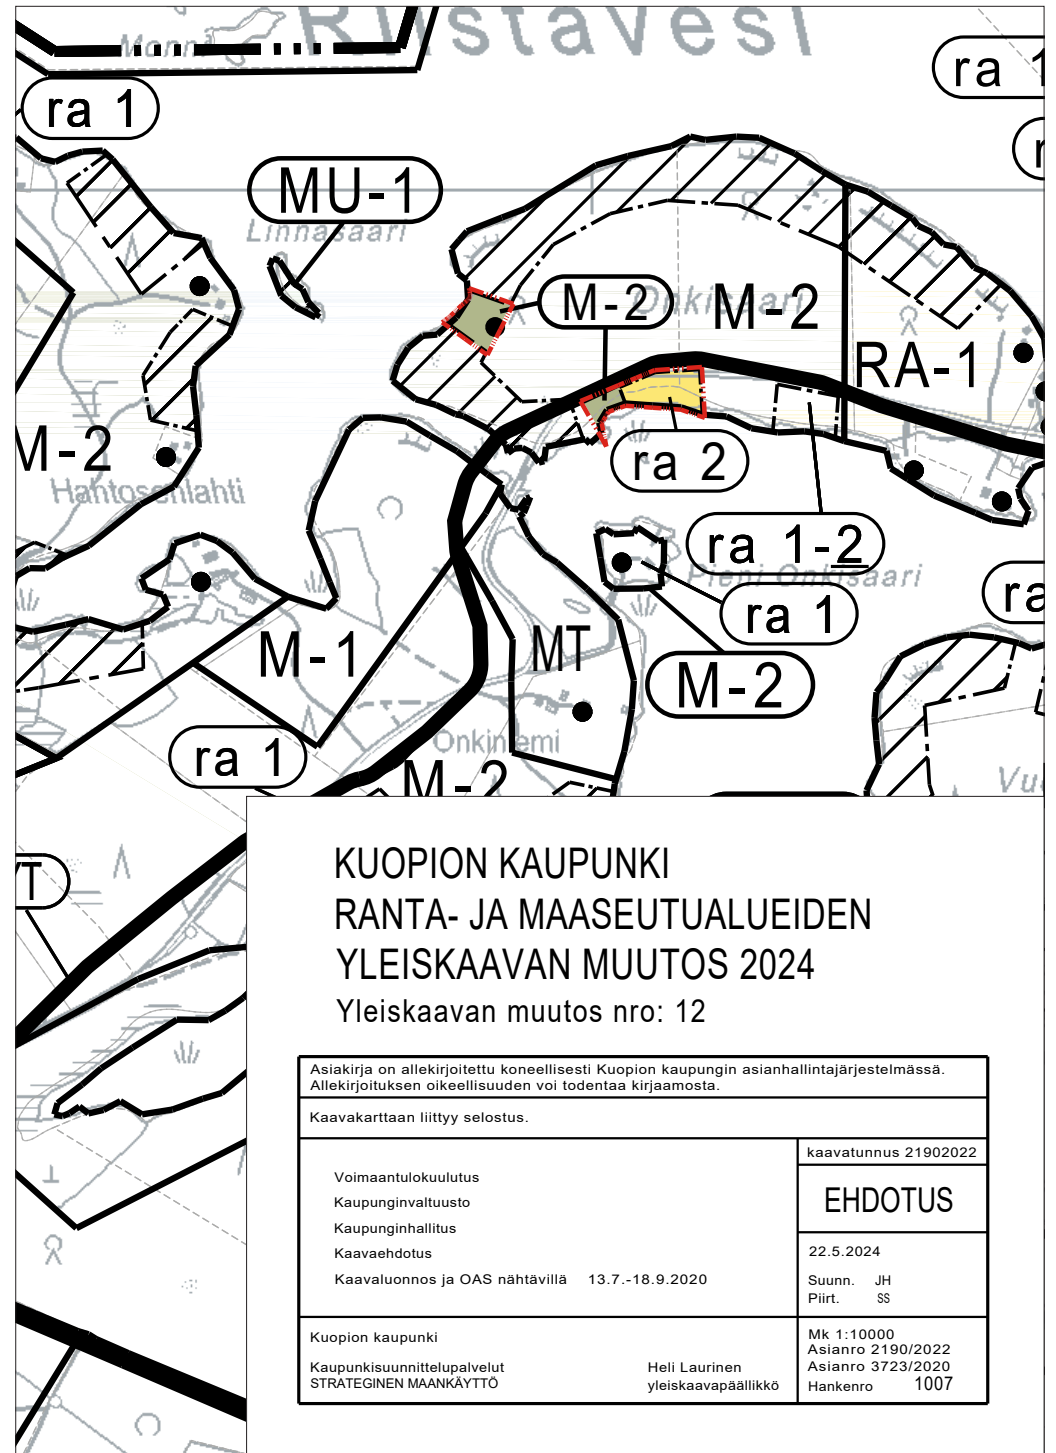 Monni
Riistavesi
ra 1
ra 1
MU-1
Linnasaari
M-2
Onkisaari
M-2
RA-1
M-2
Hahtosenlahti
ra 2
ra 1-2
Pieni Onkisaari
ra 1
ra
M-1
MT
M-2
ra 1
Onkiniemi
M-2
KUOPION KAUPUNKI
RANTA- JA MAASEUTUALUEIDEN
YLEISKAAVAN MUUTOS 2024
Yleiskaavan muutos nro: 12
Asiakirja on allekirjoitettu koneellisesti Kuopion kaupungin asianhallintajärjestelmässä.
Allekirjoituksen oikeellisuuden voi todentaa kirjaamosta.
Kaavakarttaan liittyy selostus.
kaavatunnus 21902022
Voimaantulokuulutus
Kaupunginvaltuusto
Kaupunginhallitus
Kaavaehdotus
Kaavaluonnos ja OAS nähtävillä 13.7.-18.9.2020
EHDOTUS
22.5.2024
Suunn. JH
Piirt. SS
Kuopion kaupunki
Kaupunkisuunnittelupalvelut Heli Laurinen
STRATEGINEN MAANKÄYTTÖ yleiskaavapäällikkö
Mk 1:10000
Asianro 2190/2022
Asianro 3723/2020
Hankenro 1007